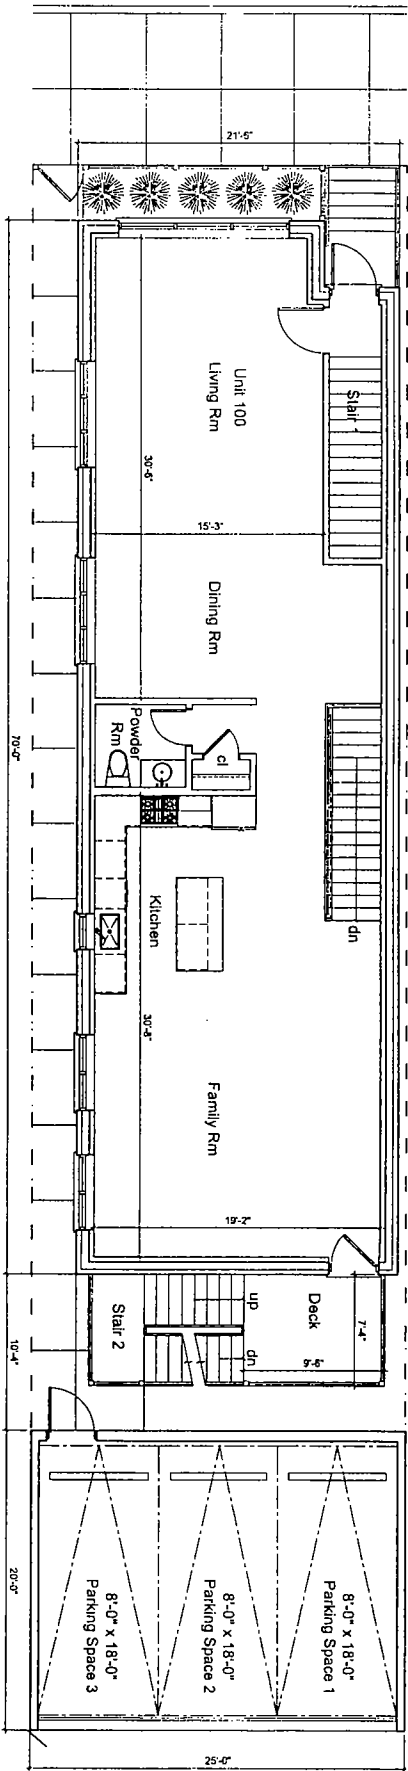 21'-6"
Unit 100
Living Rm
Stair 1
30'-6"
15'-3"
Dining Rm
70'-0"
Powder
Rm
cl
dn
Kitchen
30'-8"
Family Rm
19'-2"
Deck
7'-4"
up
dn
9'-6"
Stair 2
10'-4"
8'-0" x 18'-0"
Parking Space 1
8'-0" x 18'-0"
Parking Space 2
8'-0" x 18'-0"
Parking Space 3
20'-0"
25'-0"